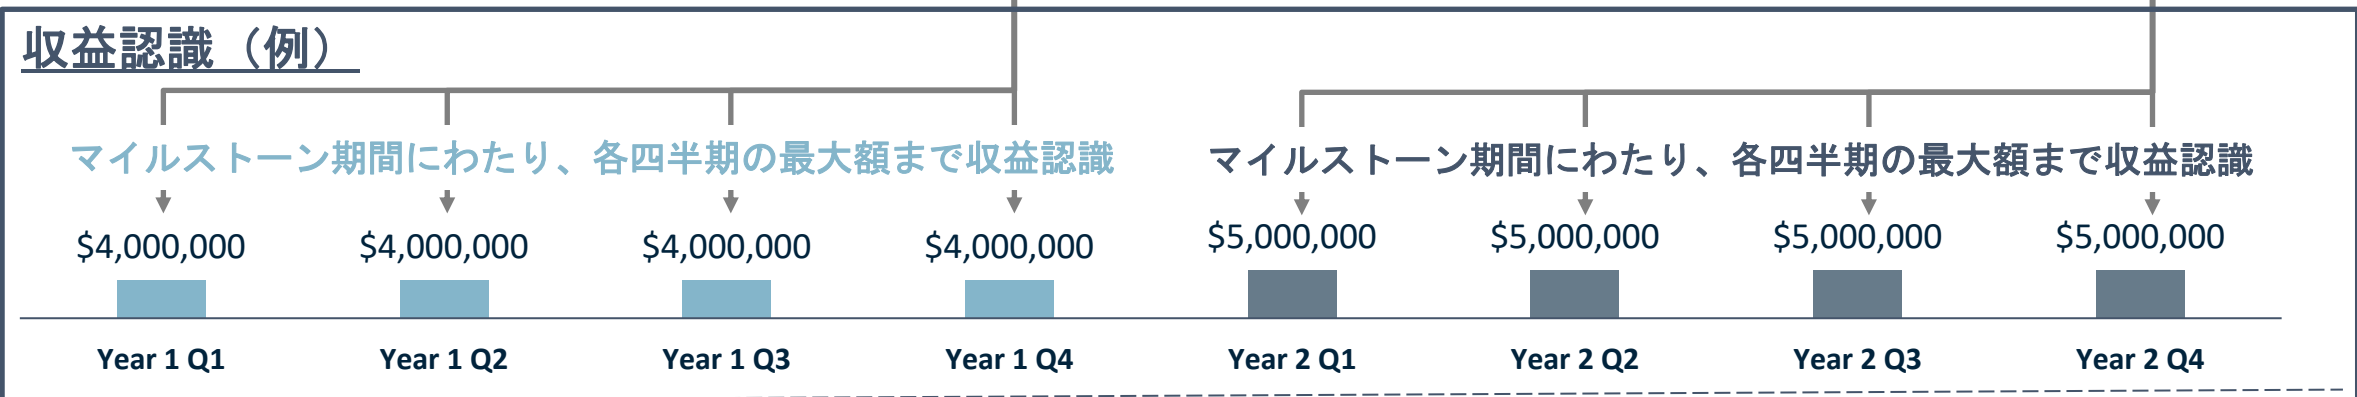 収益認識（例）
マイルストーン期間にわたり、各四半期の最大額まで収益認識
マイルストーン期間にわたり、各四半期の最大額まで収益認識
$4,000,000 $4,000,000 $4,000,000 $4,000,000 $5,000,000 $5,000,000 $5,000,000 $5,000,000
Year 1 Q1 Year 1 Q2 Year 1 Q3 Year 1 Q4 Year 2 Q1 Year 2 Q2 Year 2 Q3 Year 2 Q4